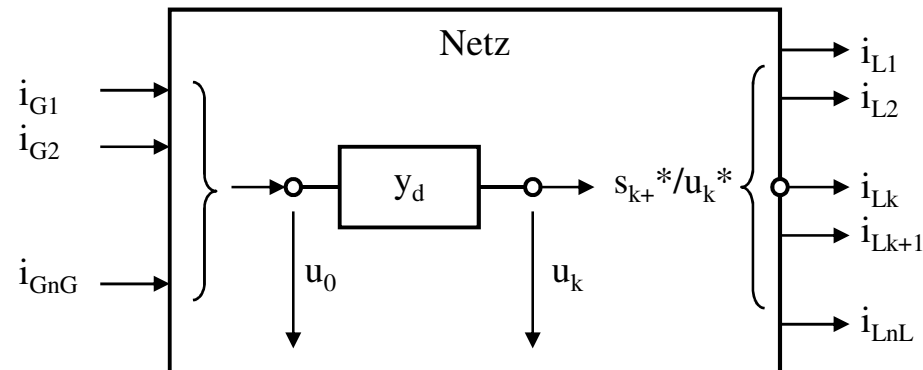 Netz
i_G1
i_G2
i_GnG
u_0
y_d
u_k
s_k+*/u_k*
i_L1
i_L2
i_Lk
i_Lk+1
i_LnL